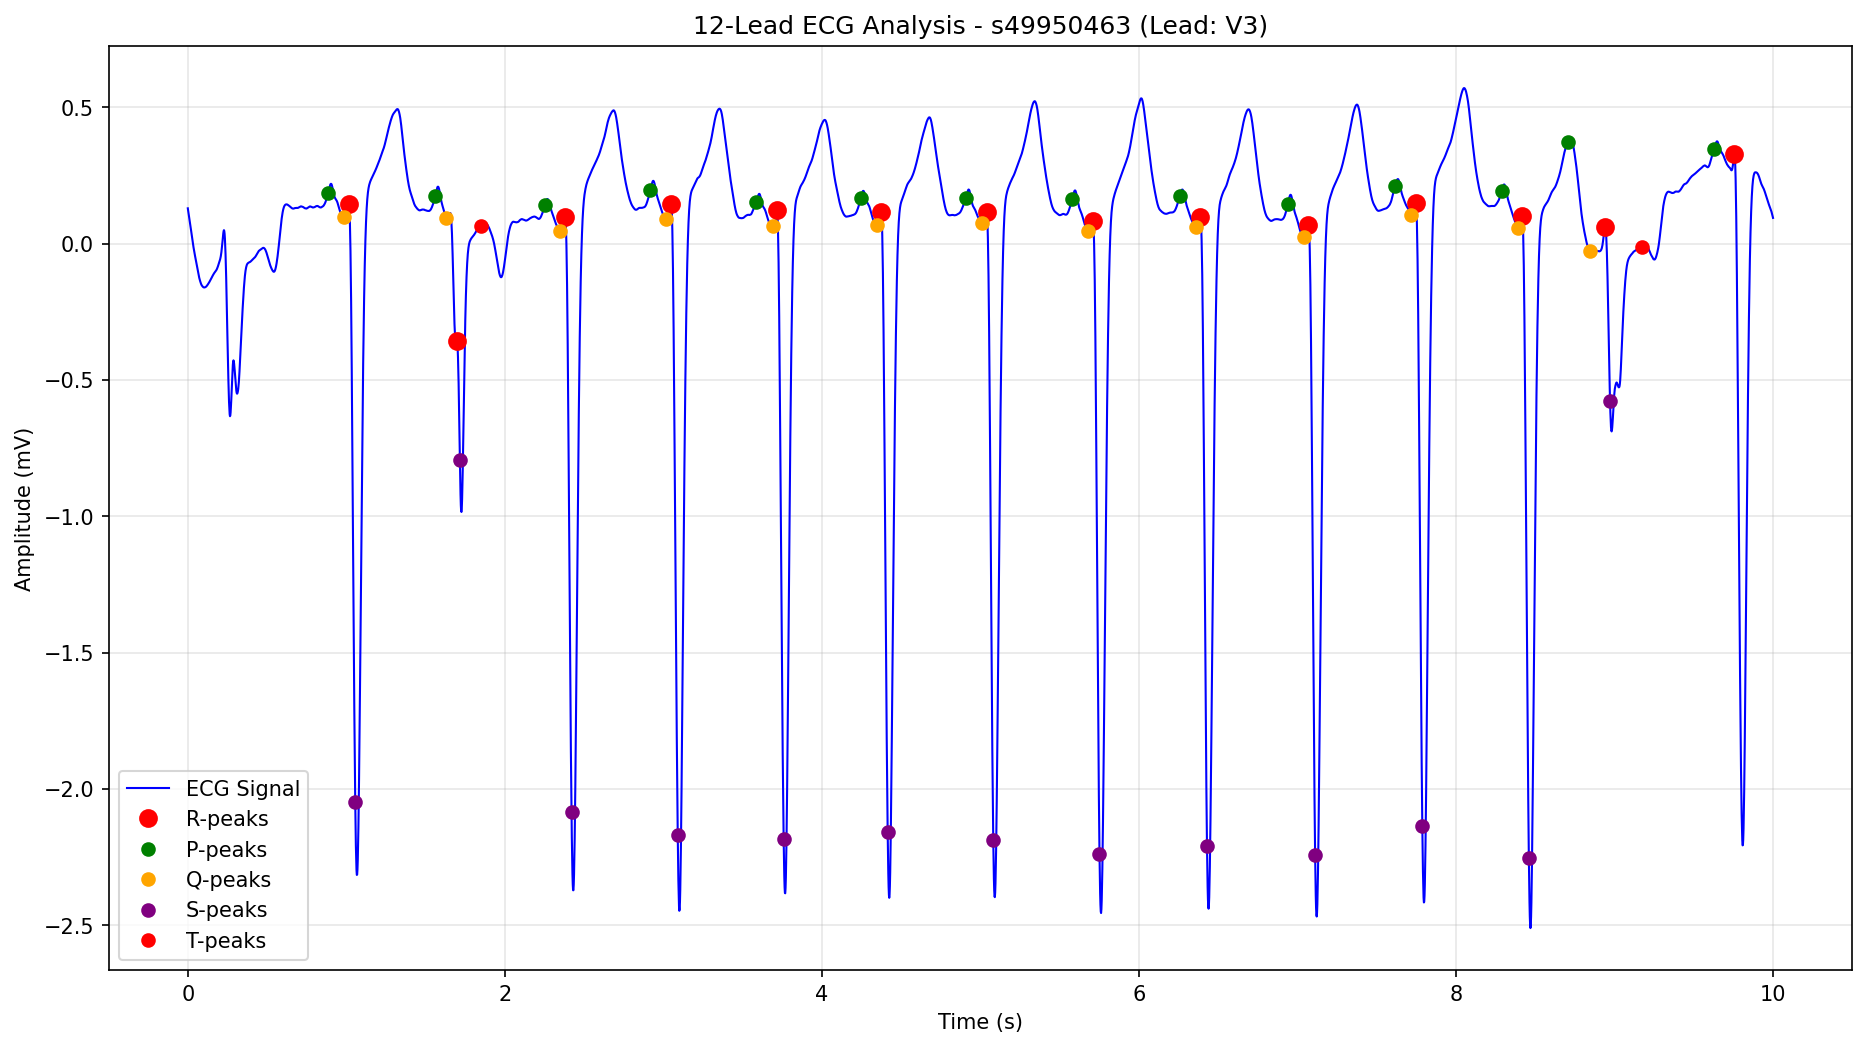 12-Lead ECG Analysis - s49950463 (Lead: V3)
Amplitude (mV)
0.5
0.0
−0.5
−1.0
−1.5
−2.0
−2.5
ECG Signal
R-peaks
P-peaks
Q-peaks
S-peaks
T-peaks
0 2 4 6 8 10
Time (s)